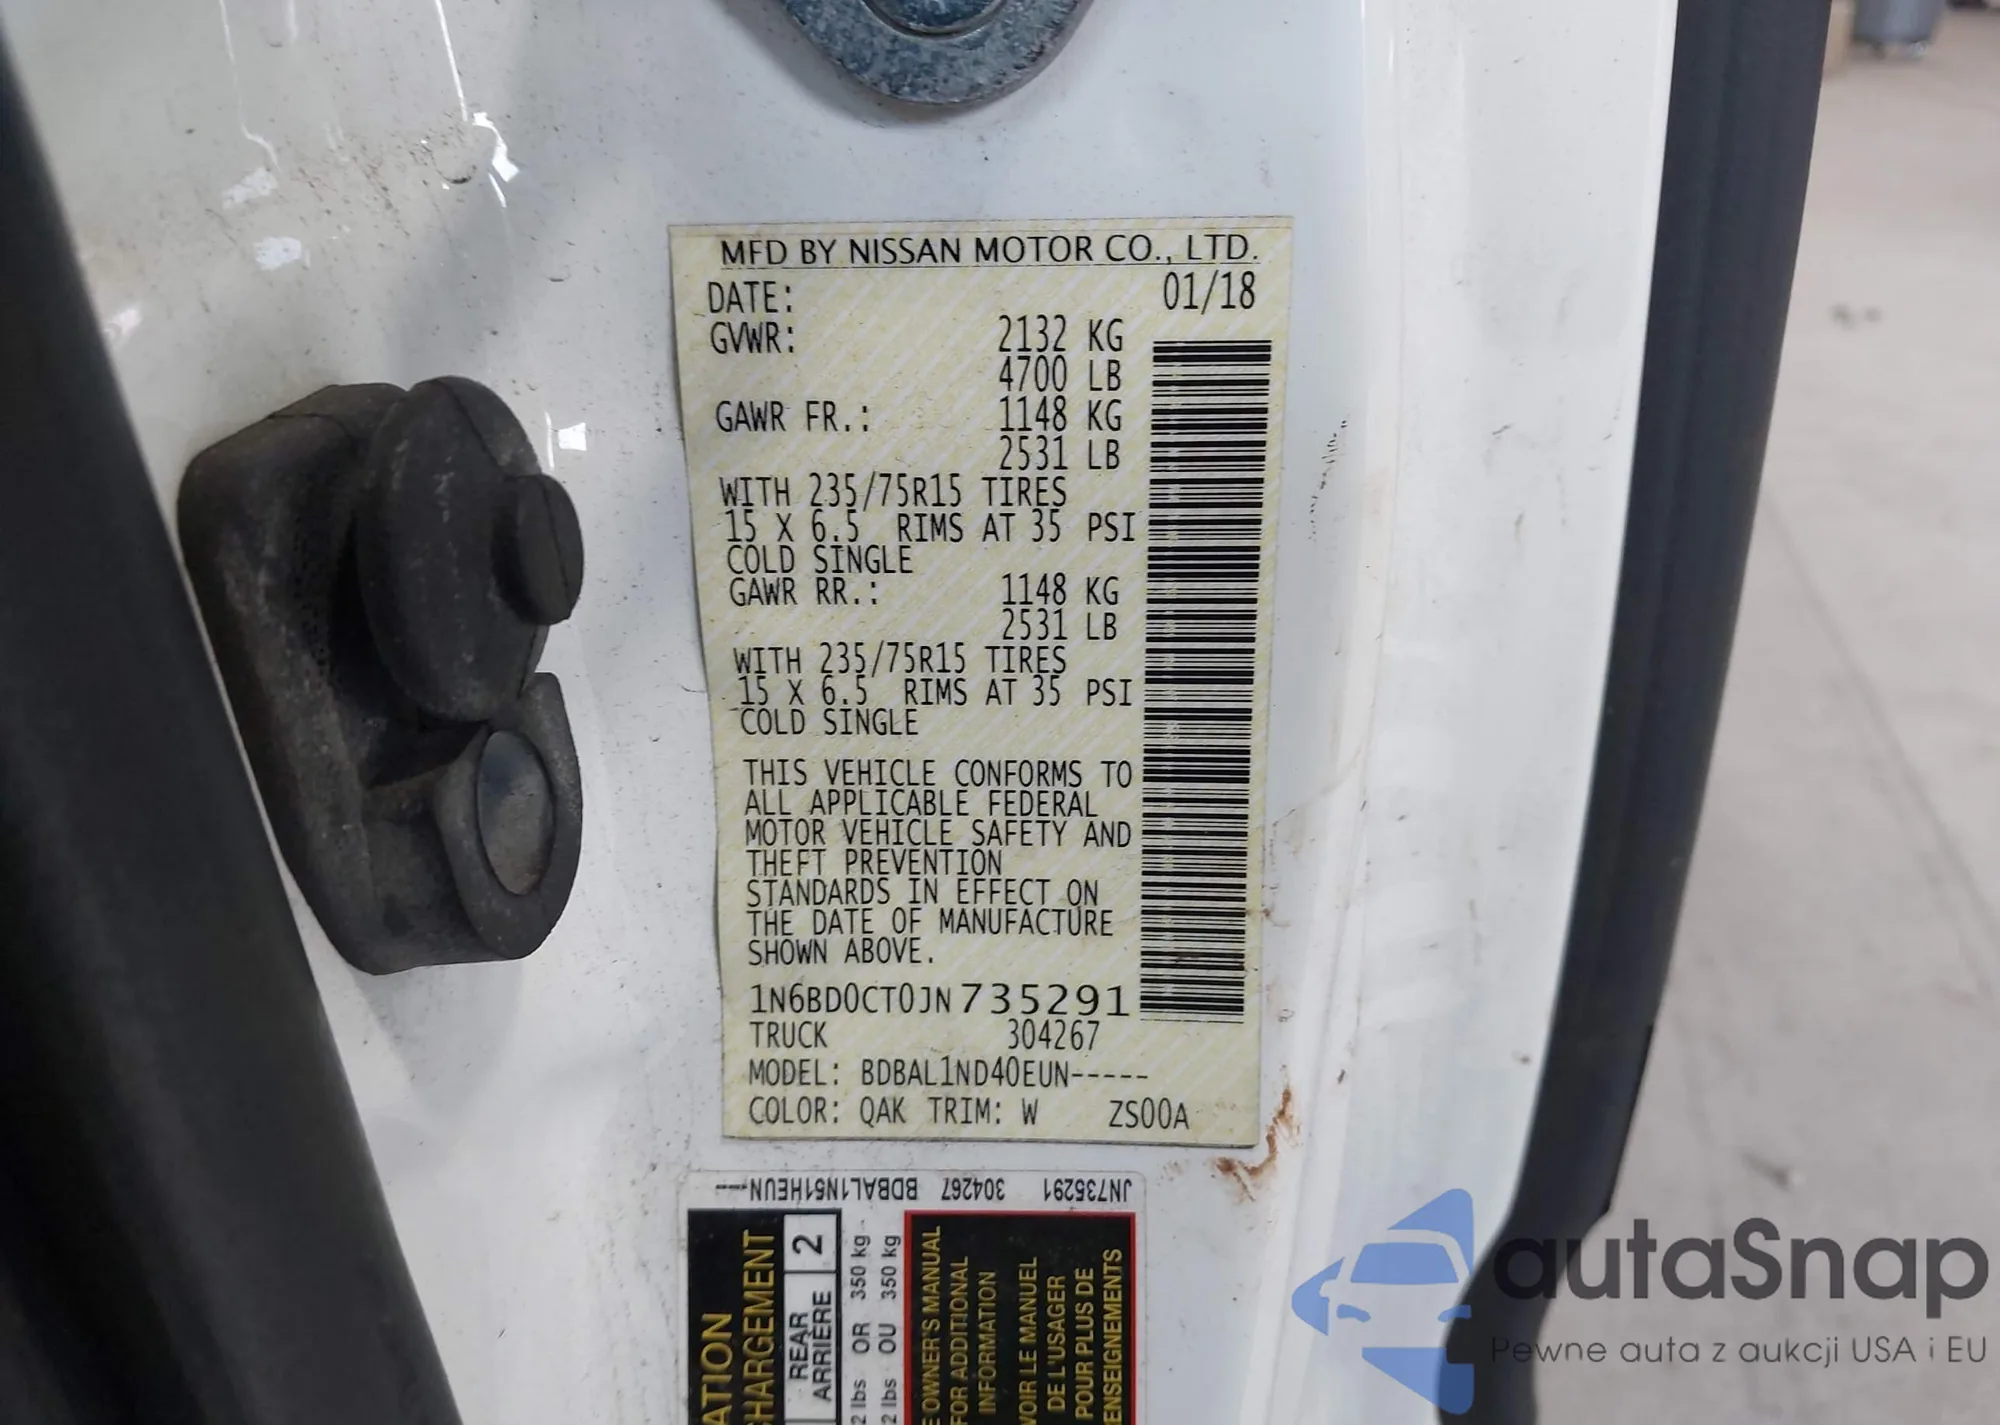 MFD BY NISSAN MOTOR CO., LTD.
DATE: 01/18
GVWR: 2132 KG
4700 LB
GAWR FR.: 1148 KG
2531 LB
WITH 235/75R15 TIRES
15 X 6.5 RIMS AT 35 PSI
COLD SINGLE
GAWR RR.: 1148 KG
2531 LB
WITH 235/75R15 TIRES
15 X 6.5 RIMS AT 35 PSI
COLD SINGLE
THIS VEHICLE CONFORMS TO
ALL APPLICABLE FEDERAL
MOTOR VEHICLE SAFETY AND
THEFT PREVENTION
STANDARDS IN EFFECT ON
THE DATE OF MANUFACTURE
SHOWN ABOVE.
1N6BD0CT0JN735291
TRUCK 304267
MODEL: BDBAL1ND40EUN-----
COLOR: QAK TRIM: W ZS00A
JN735291 304267 BDBAL1N51HEUN----
REAR 2
ARRIÈRE
lbs OR 350 kg
lbs OU 350 kg
OWNER'S MANUAL
FOR ADDITIONAL
INFORMATION
VOIR LE MANUEL
DE L'USAGER
POUR PLUS DE
autaSnap
Pewne auta z aukcji USA i EU